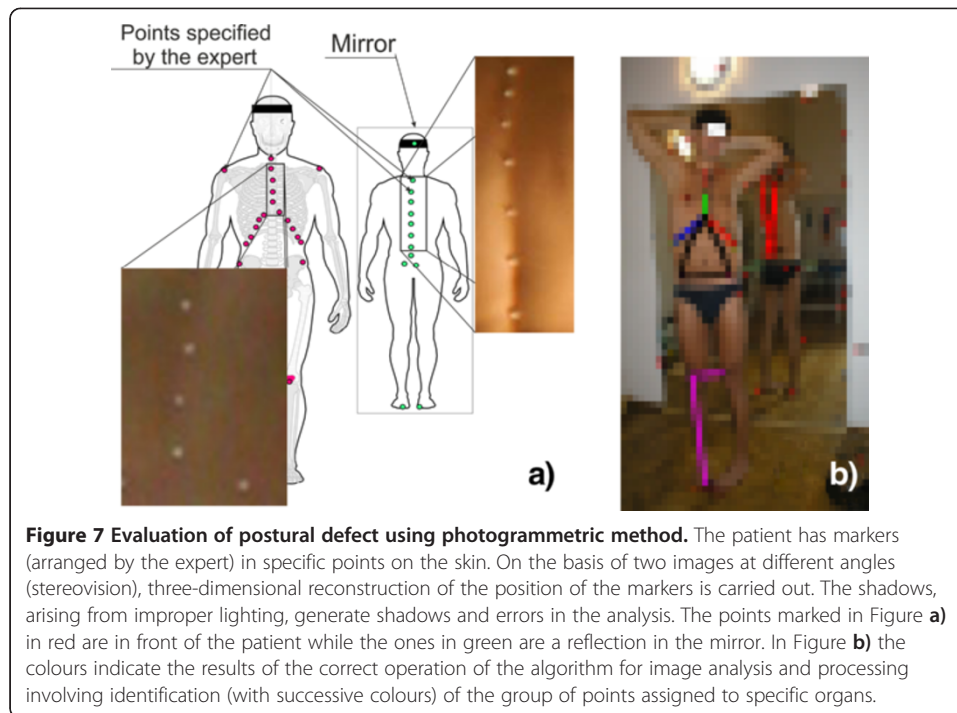 Points specified
by the expert
Mirror
a)
b)
Figure 7 Evaluation of postural defect using photogrammetric method. The patient has markers
(arranged by the expert) in specific points on the skin. On the basis of two images at different angles
(stereovision), three-dimensional reconstruction of the position of the markers is carried out. The shadows,
arising from improper lighting, generate shadows and errors in the analysis. The points marked in Figure a)
in red are in front of the patient while the ones in green are a reflection in the mirror. In Figure b) the
colours indicate the results of the correct operation of the algorithm for image analysis and processing
involving identification (with successive colours) of the group of points assigned to specific organs.